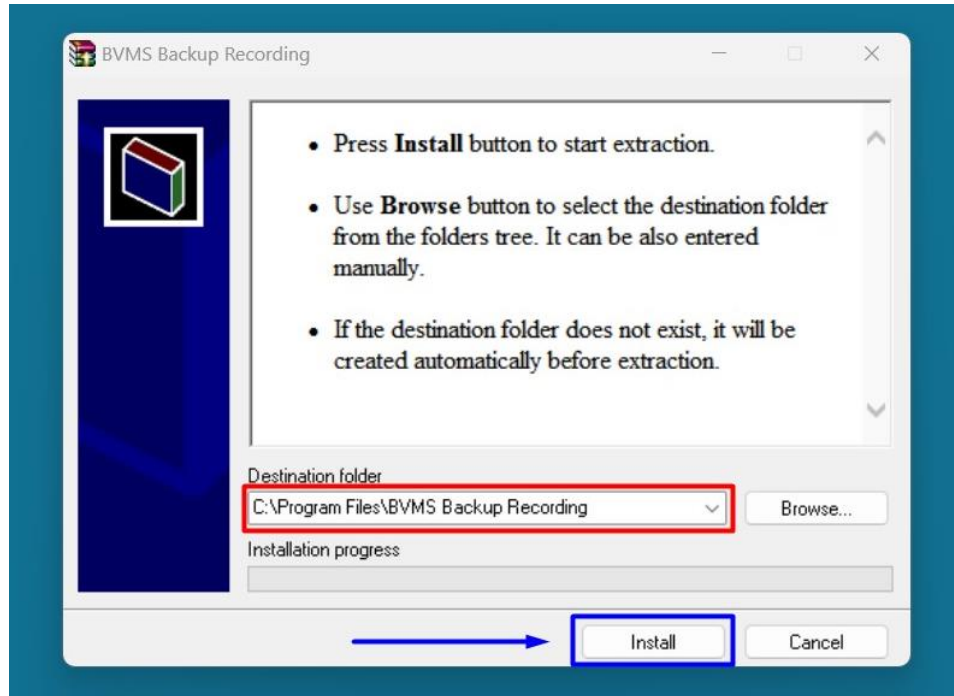 BVMS Backup Recording
• Press Install button to start extraction.
• Use Browse button to select the destination folder
from the folders tree. It can be also entered
manually.
• If the destination folder does not exist, it will be
created automatically before extraction.
Destination folder
C:\Program Files\BVMS Backup Recording
Browse...
Installation progress
Install
Cancel